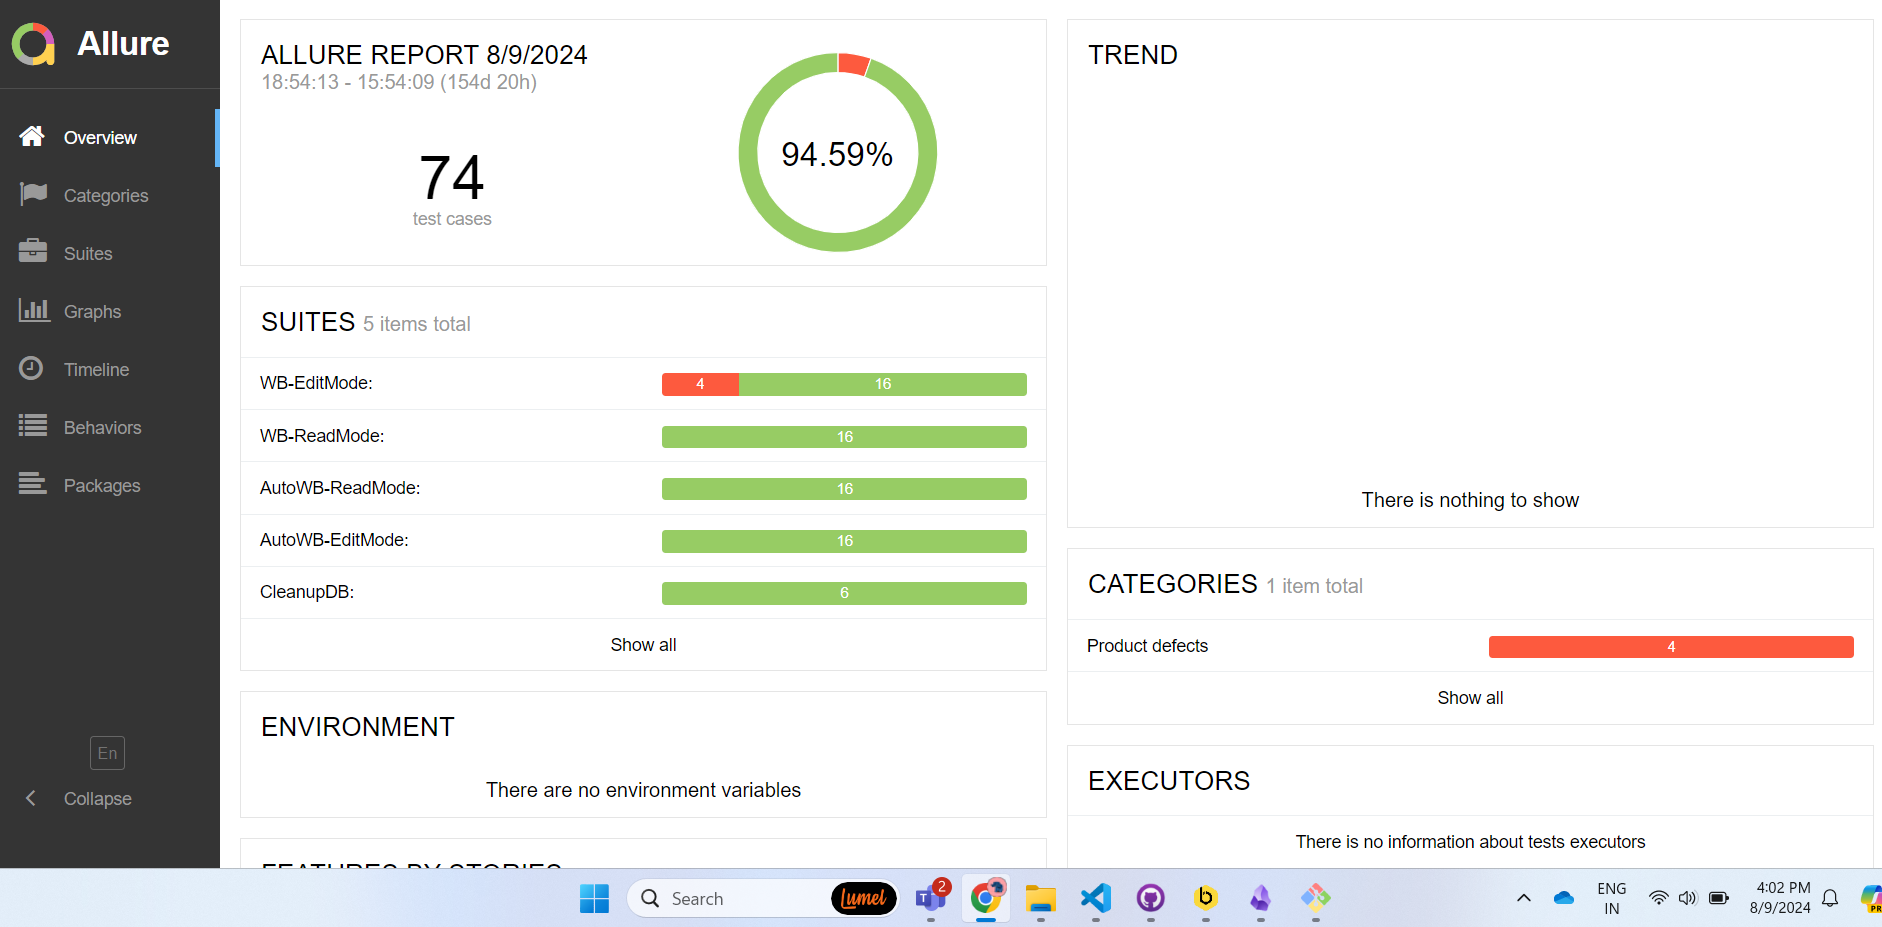 Allure
Overview
Categories
Suites
Graphs
Timeline
Behaviors
Packages
En
Collapse
ALLURE REPORT 8/9/2024
18:54:13 - 15:54:09 (154d 20h)
74
test cases
94.59%
SUITES 5 items total
WB-EditMode: 4 16
WB-ReadMode: 16
AutoWB-ReadMode: 16
AutoWB-EditMode: 16
CleanupDB: 6
Show all
ENVIRONMENT
There are no environment variables
FEATURES BY STORIES
TREND
There is nothing to show
CATEGORIES 1 item total
Product defects 4
Show all
EXECUTORS
There is no information about tests executors
Search
Lumel
2
ENG
IN
4:02 PM
8/9/2024